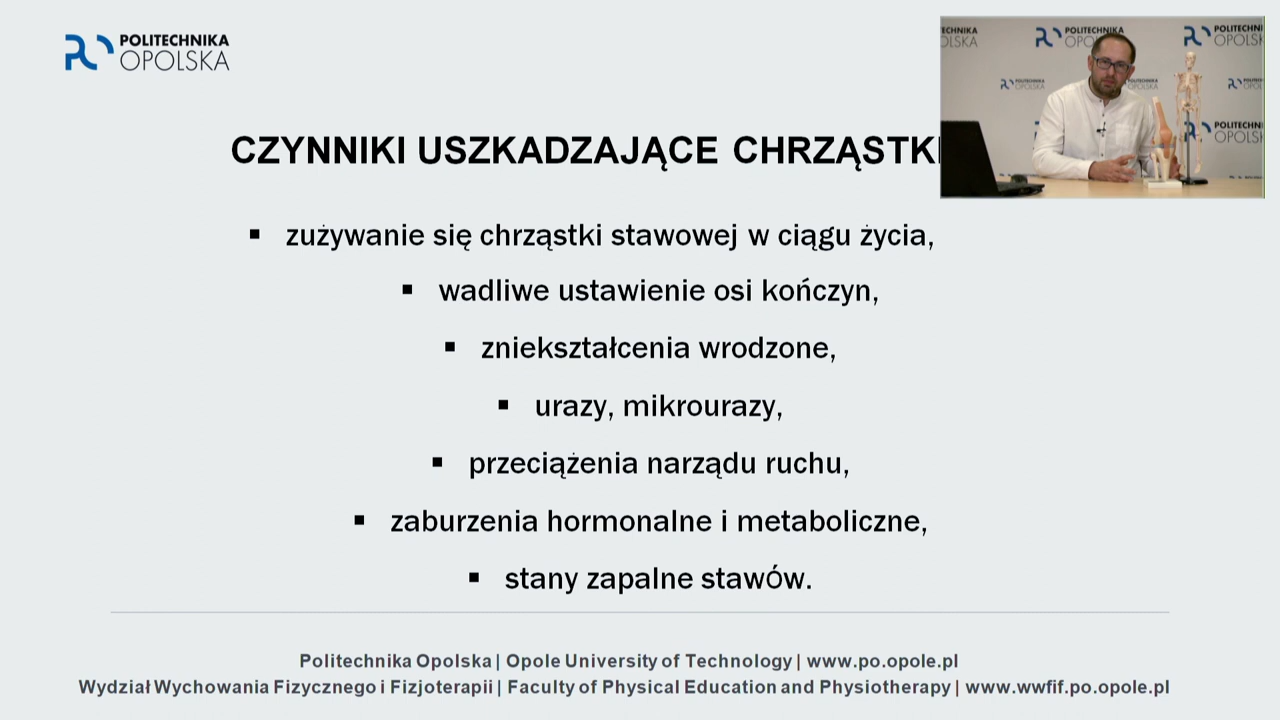 POLITECHNIKA
OPOLSKA
CZYNNIKI USZKADZAJĄCE CHRZĄSTK
▪ zużywanie się chrząstki stawowej w ciągu życia,
▪ wadliwe ustawienie osi kończyn,
▪ zniekształcenia wrodzone,
▪ urazy, mikrourazy,
▪ przeciążenia narządu ruchu,
▪ zaburzenia hormonalne i metaboliczne,
▪ stany zapalne stawów.
Politechnika Opolska | Opole University of Technology | www.po.opole.pl
Wydział Wychowania Fizycznego i Fizjoterapii | Faculty of Physical Education and Physiotherapy | www.wwfif.po.opole.pl